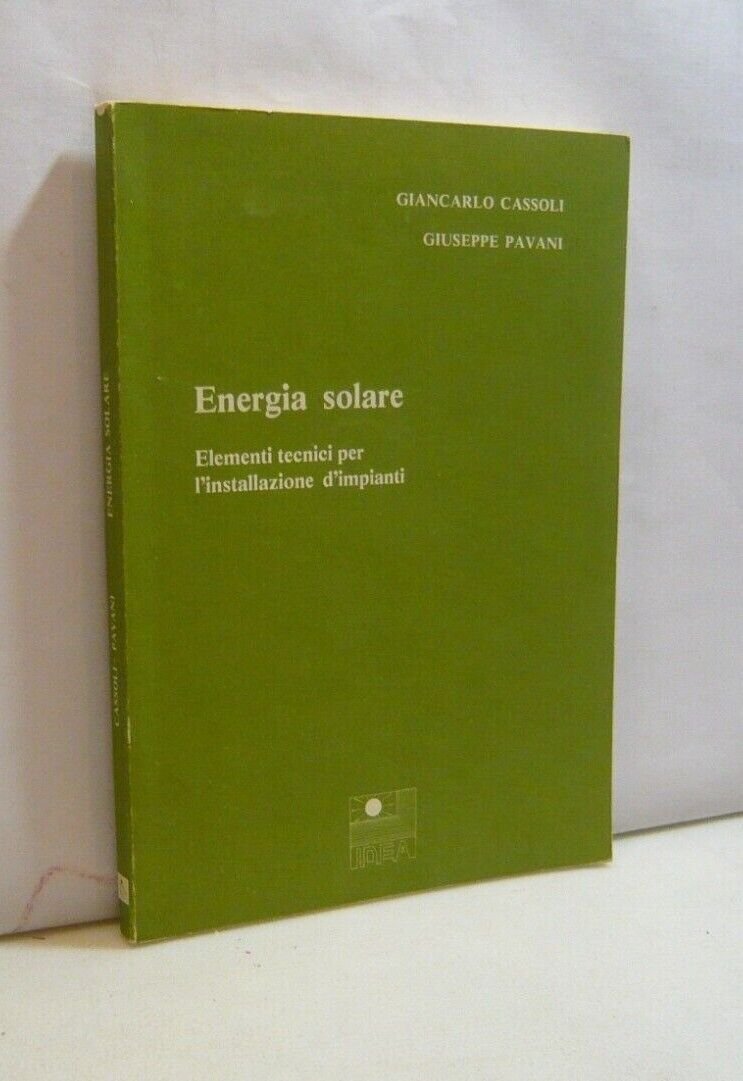 GIANCARLO CASSOLI
GIUSEPPE PAVANI
Energia solare
Elementi tecnici per
l'installazione d'impianti
IDEA
CASSOLI - PAVANI
ENERGIA SOLARE